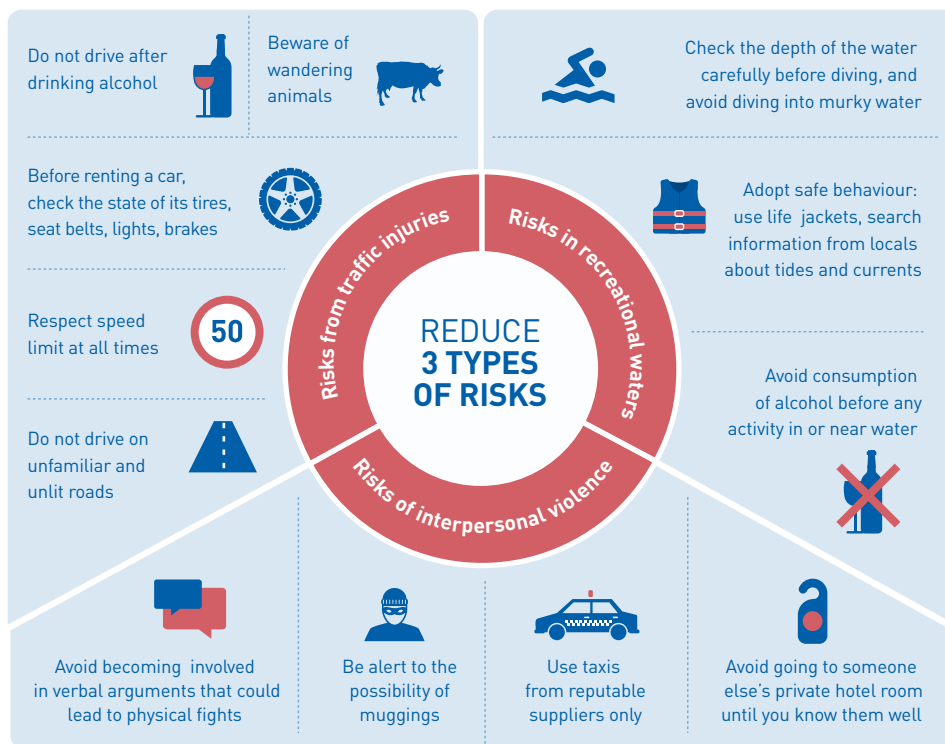 REDUCE
3 TYPES
OF RISKS
Risks from traffic injuries
Do not drive after
drinking alcohol
Beware of
wandering
animals
Before renting a car,
check the state of its tires,
seat belts, lights, brakes
Respect speed
limit at all times
50
Do not drive on
unfamiliar and
unlit roads
Risks in recreational waters
Check the depth of the water
carefully before diving, and
avoid diving into murky water
Adopt safe behaviour:
use life jackets, search
information from locals
about tides and currents
Avoid consumption
of alcohol before any
activity in or near water
Risks of interpersonal violence
Avoid becoming involved
in verbal arguments that could
lead to physical fights
Be alert to the
possibility of
muggings
Use taxis
from reputable
suppliers only
Avoid going to someone
else's private hotel room
until you know them well